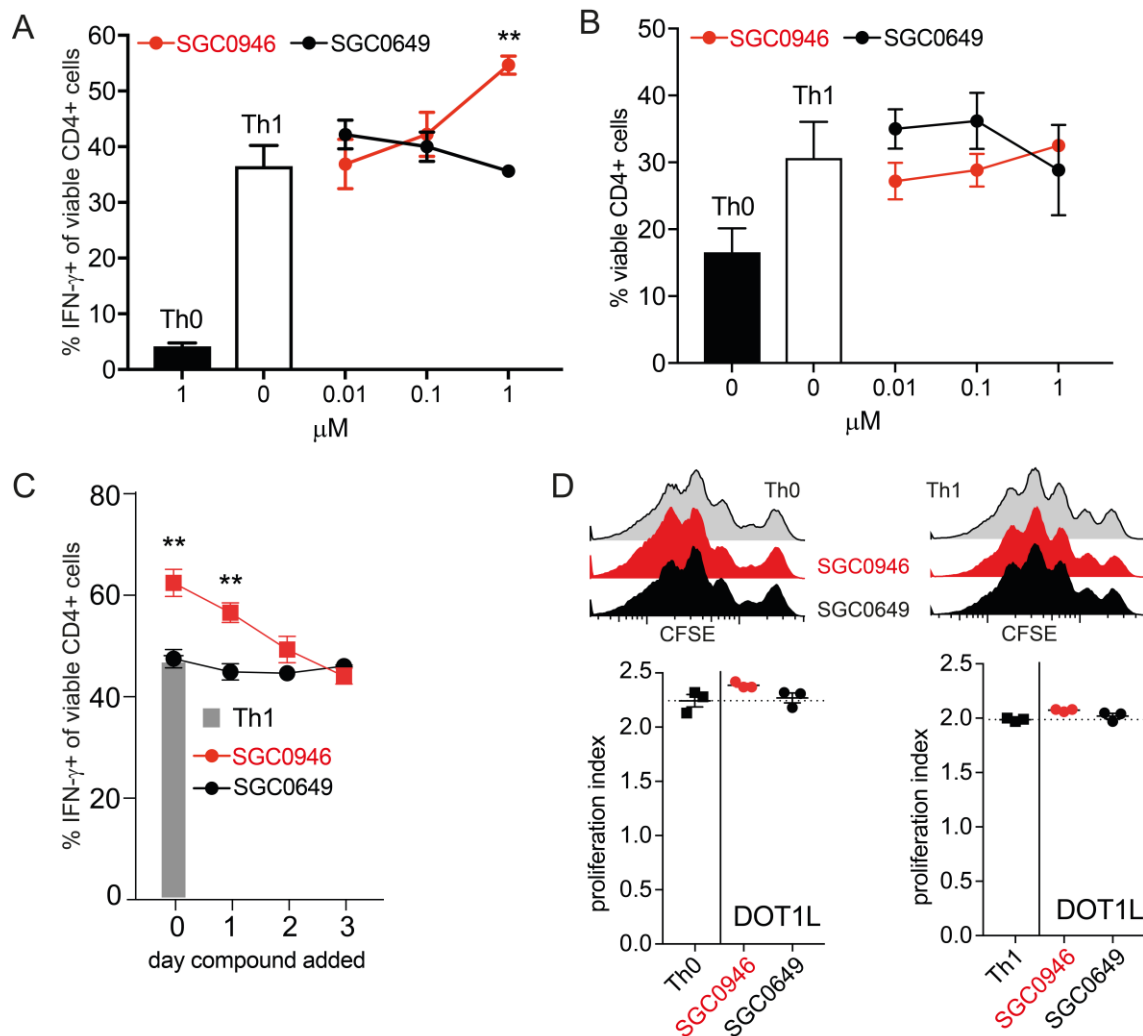 A
SGC0946 SGC0649
**
% IFN-γ+ of viable CD4+ cells
60
50
40
30
20
10
0
Th0
Th1
1 0 0.01 0.1 1
μM
B
SGC0946 SGC0649
% viable CD4+ cells
50
40
30
20
10
0
Th0
Th1
0 0 0.01 0.1 1
μM
C
% IFN-γ+ of viable CD4+ cells
80
60
40
20
0
**
**
Th1
SGC0946
SGC0649
0 1 2 3
day compound added
D
Th0 Th1
SGC0946
SGC0649
CFSE CFSE
proliferation index
2.5
2.0
1.5
1.0
0.5
0.0
DOT1L
Th0
SGC0946
SGC0649
proliferation index
2.5
2.0
1.5
1.0
0.5
0.0
DOT1L
Th1
SGC0946
SGC0649